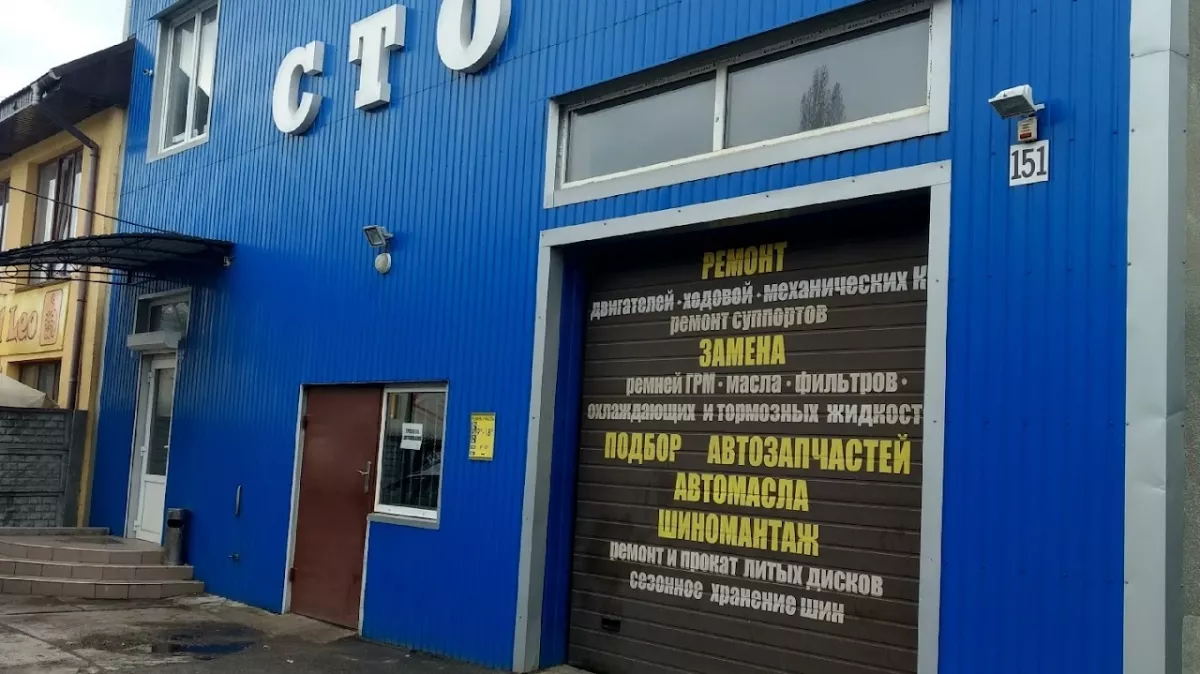 СТО
151
Leo
РЕМОНТ
двигателей · ходовой · механических К
ремонт суппортов
ЗАМЕНА
ремней ГРМ · масла · фильтров ·
охлаждающих и тормозных жидкост
ПОДБОР АВТОЗАПЧАСТЕЙ
АВТОМАСЛА
ШИНОМАНТАЖ
ремонт и прокат литых дисков
сезонное хранение шин